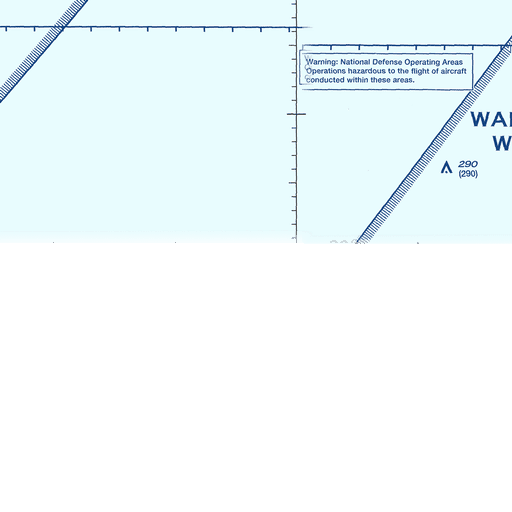 Warning: National Defense Operating Areas
Operations hazardous to the flight of aircraft
conducted within these areas.
290
(290)